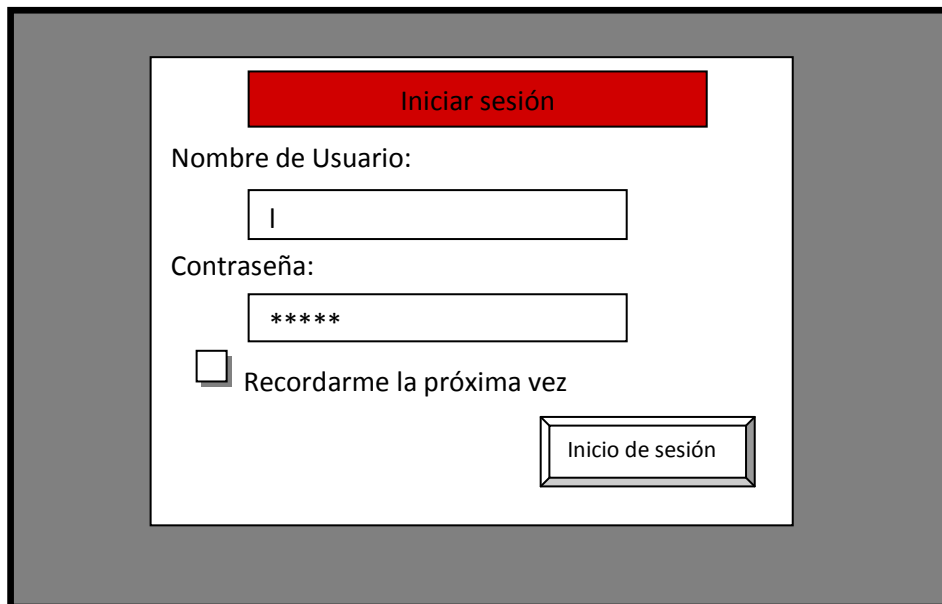 Iniciar sesión
Nombre de Usuario:
|
Contraseña:
*****
Recordarme la próxima vez
Inicio de sesión